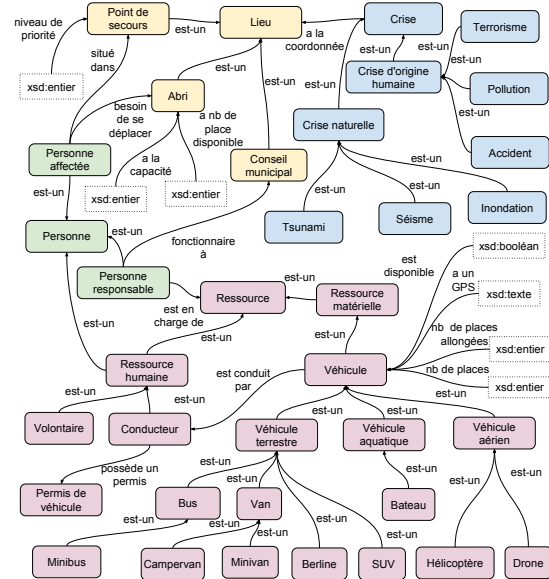 niveau de
priorité
Point de
secours
est-un
Lieu
a la
coordonnée
Crise
est-un
Terrorisme
xsd:entier
situé
dans
est-un
est-un
Crise d'origine
humaine
est-un
Pollution
besoin
de se
déplacer
Abri
a nb de
place
disponible
est-un
est-un
Crise naturelle
Accident
Personne
affectée
a la
capacité
Conseil
municipal
est-un
est-un
est-un
est-un
xsd:entier
xsd:entier
Tsunami
Séisme
Inondation
Personne
est-un
fonctionnaire
à
est
disponible
xsd:booléan
Personne
responsable
Ressource
est-un
Ressource
matérielle
a un
GPS
xsd:texte
est en
charge de
nb de places
allongées
xsd:entier
est-un
est-un
est-un
nb de places
xsd:entier
Ressource
humaine
est conduit
par
Véhicule
est-un
est-un
est-un
est-un
est-un
Volontaire
Conducteur
Véhicule
terrestre
Véhicule
aquatique
Véhicule
aérien
possède un
permis
est-un
est-un
est-un
Permis de
véhicule
Bus
Van
Bateau
est-un
est-un
est-un
est-un
est-un
est-un
est-un
Minibus
Campervan
Minivan
Berline
SUV
Hélicoptère
Drone